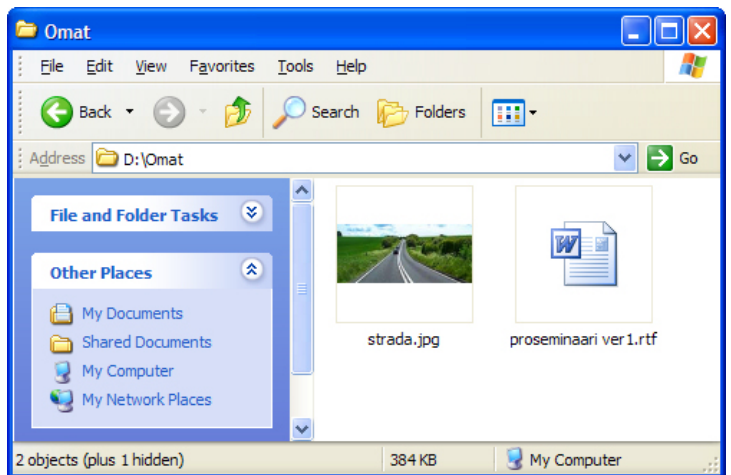 Omat
File Edit View Favorites Tools Help
Back Search Folders
Address D:\Omat Go
File and Folder Tasks
Other Places
My Documents
Shared Documents
My Computer
My Network Places
strada.jpg proseminaari ver1.rtf
2 objects (plus 1 hidden) 384 KB My Computer